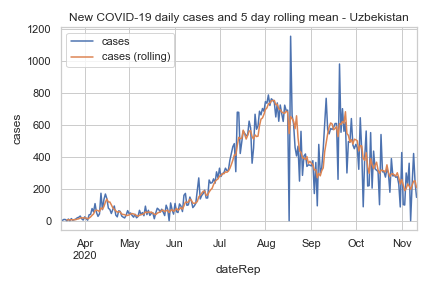 New COVID-19 daily cases and 5 day rolling mean - Uzbekistan
1200
1000
800
600
400
200
0
cases
cases
cases (rolling)
Apr
2020
May
Jun
Jul
Aug
Sep
Oct
Nov
dateRep